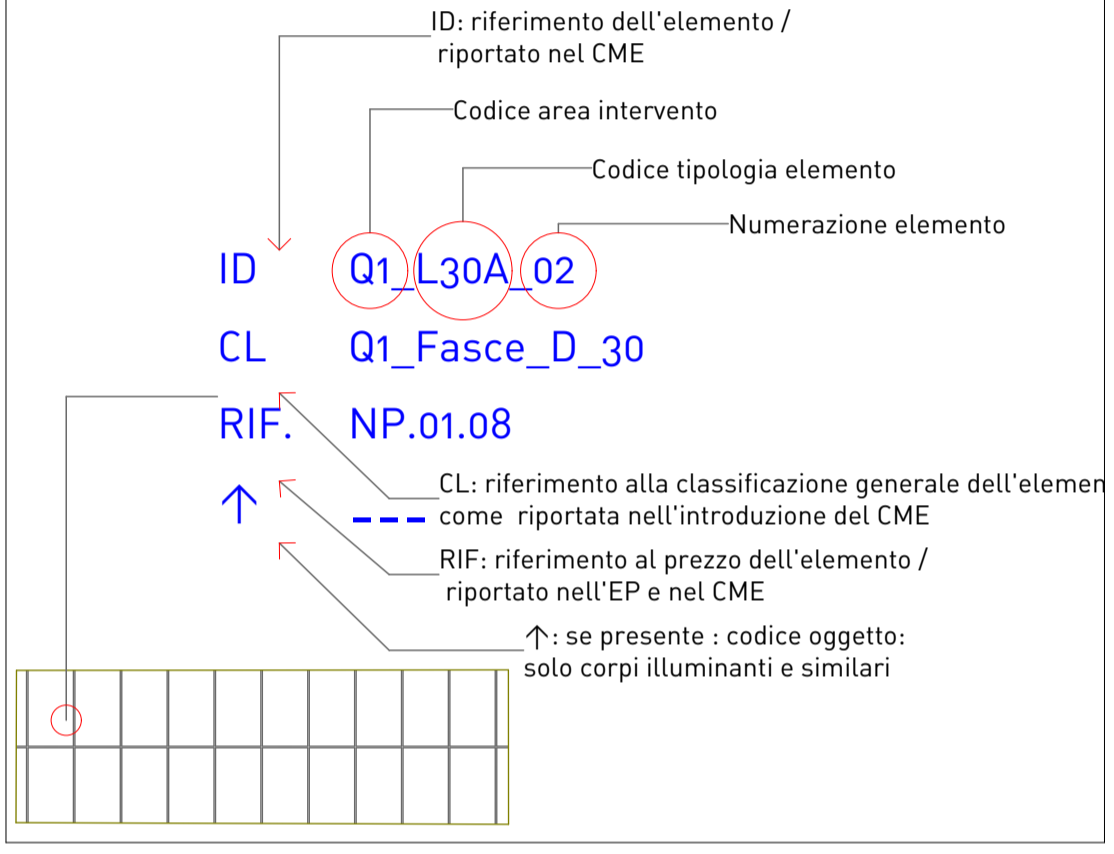 ID: riferimento dell'elemento /
riportato nel CME
Codice area intervento
Codice tipologia elemento
Numerazione elemento
ID Q1_L30A_02
CL Q1_Fasce_D_30
RIF. NP.01.08
↑ ---
CL: riferimento alla classificazione generale dell'elemen
come riportata nell'introduzione del CME
RIF: riferimento al prezzo dell'elemento /
riportato nell'EP e nel CME
↑: se presente : codice oggetto:
solo corpi illuminanti e similari